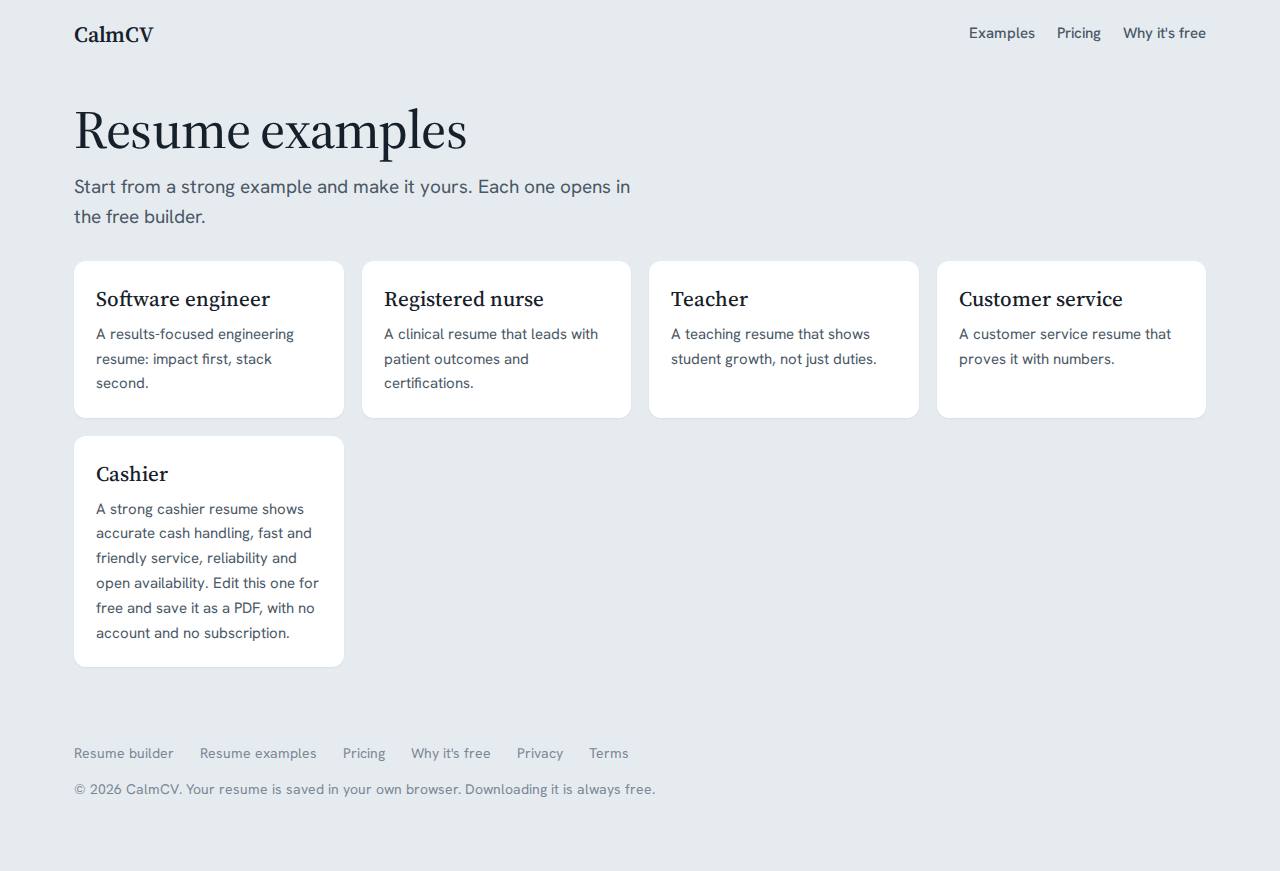 CalmCV
Examples
Pricing
Why it's free
Resume examples
Start from a strong example and make it yours. Each one opens in
the free builder.
Software engineer
A results-focused engineering
resume: impact first, stack
second.
Registered nurse
A clinical resume that leads with
patient outcomes and
certifications.
Teacher
A teaching resume that shows
student growth, not just duties.
Customer service
A customer service resume that
proves it with numbers.
Cashier
A strong cashier resume shows
accurate cash handling, fast and
friendly service, reliability and
open availability. Edit this one for
free and save it as a PDF, with no
account and no subscription.
Resume builder
Resume examples
Pricing
Why it's free
Privacy
Terms
© 2026 CalmCV. Your resume is saved in your own browser. Downloading it is always free.